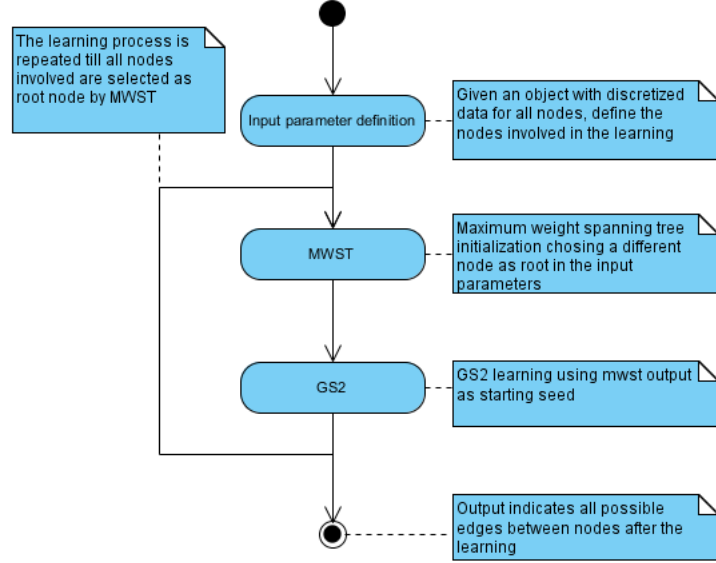 The learning process is
repeated till all nodes
involved are selected as
root node by MWST
Input parameter definition
Given an object with discretized
data for all nodes, define the
nodes involved in the learning
MWST
Maximum weight spanning tree
initialization chosing a different
node as root in the input
parameters
GS2
GS2 learning using mwst output
as starting seed
Output indicates all possible
edges between nodes after the
learning